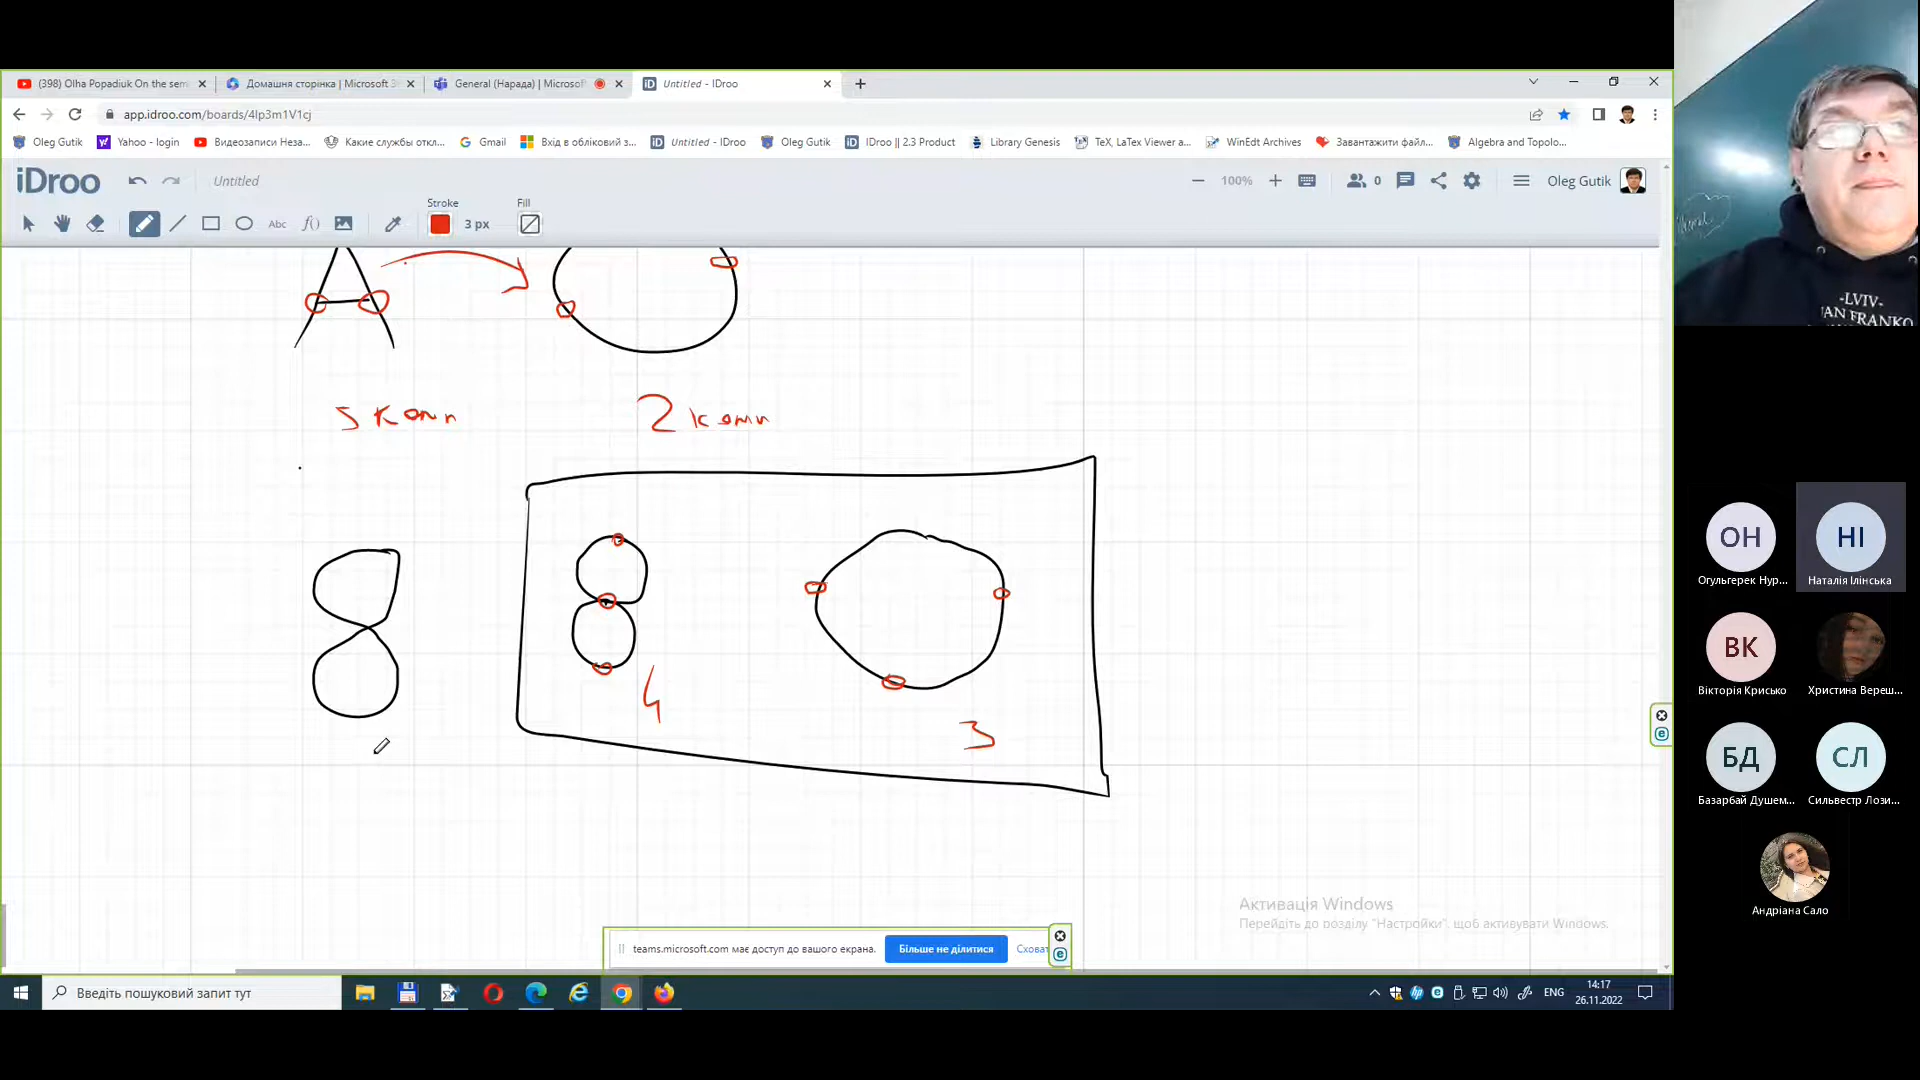 (398) Olha Popadiuk On the sem
Домашня сторінка | Microsoft 3
General (Нарада) | Microsof
Untitled - IDroo
app.idroo.com/boards/4lp3m1V1cj
Oleg Gutik
Yahoo - login
Видеозаписи Неза...
Какие службы откл...
Gmail
Вхід в обліковий з...
Untitled - IDroo
Oleg Gutik
IDroo || 2.3 Product
Library Genesis
TeX, LaTex Viewer a...
WinEdt Archives
Завантажити файл...
Algebra and Topolo...
iDroo
Untitled
100%
0
Oleg Gutik
Stroke
Fill
Abc
f()
3 px
A
5 комп
2 комп
8
8
4
3
-LVIV-
IAN FRANKO
ОН
Огульгерек Нур...
НІ
Наталія Ілінська
ВК
Вікторія Крисько
Христина Вереш...
БД
Базарбай Душем...
СЛ
Сильвестр Лози...
Андріана Сало
Активація Windows
Перейдіть до розділу "Настройки", щоб активувати Windows.
teams.microsoft.com має доступ до вашого екрана.
Більше не ділитися
Сховат
Введіть пошуковий запит тут
ENG
14:17
26.11.2022